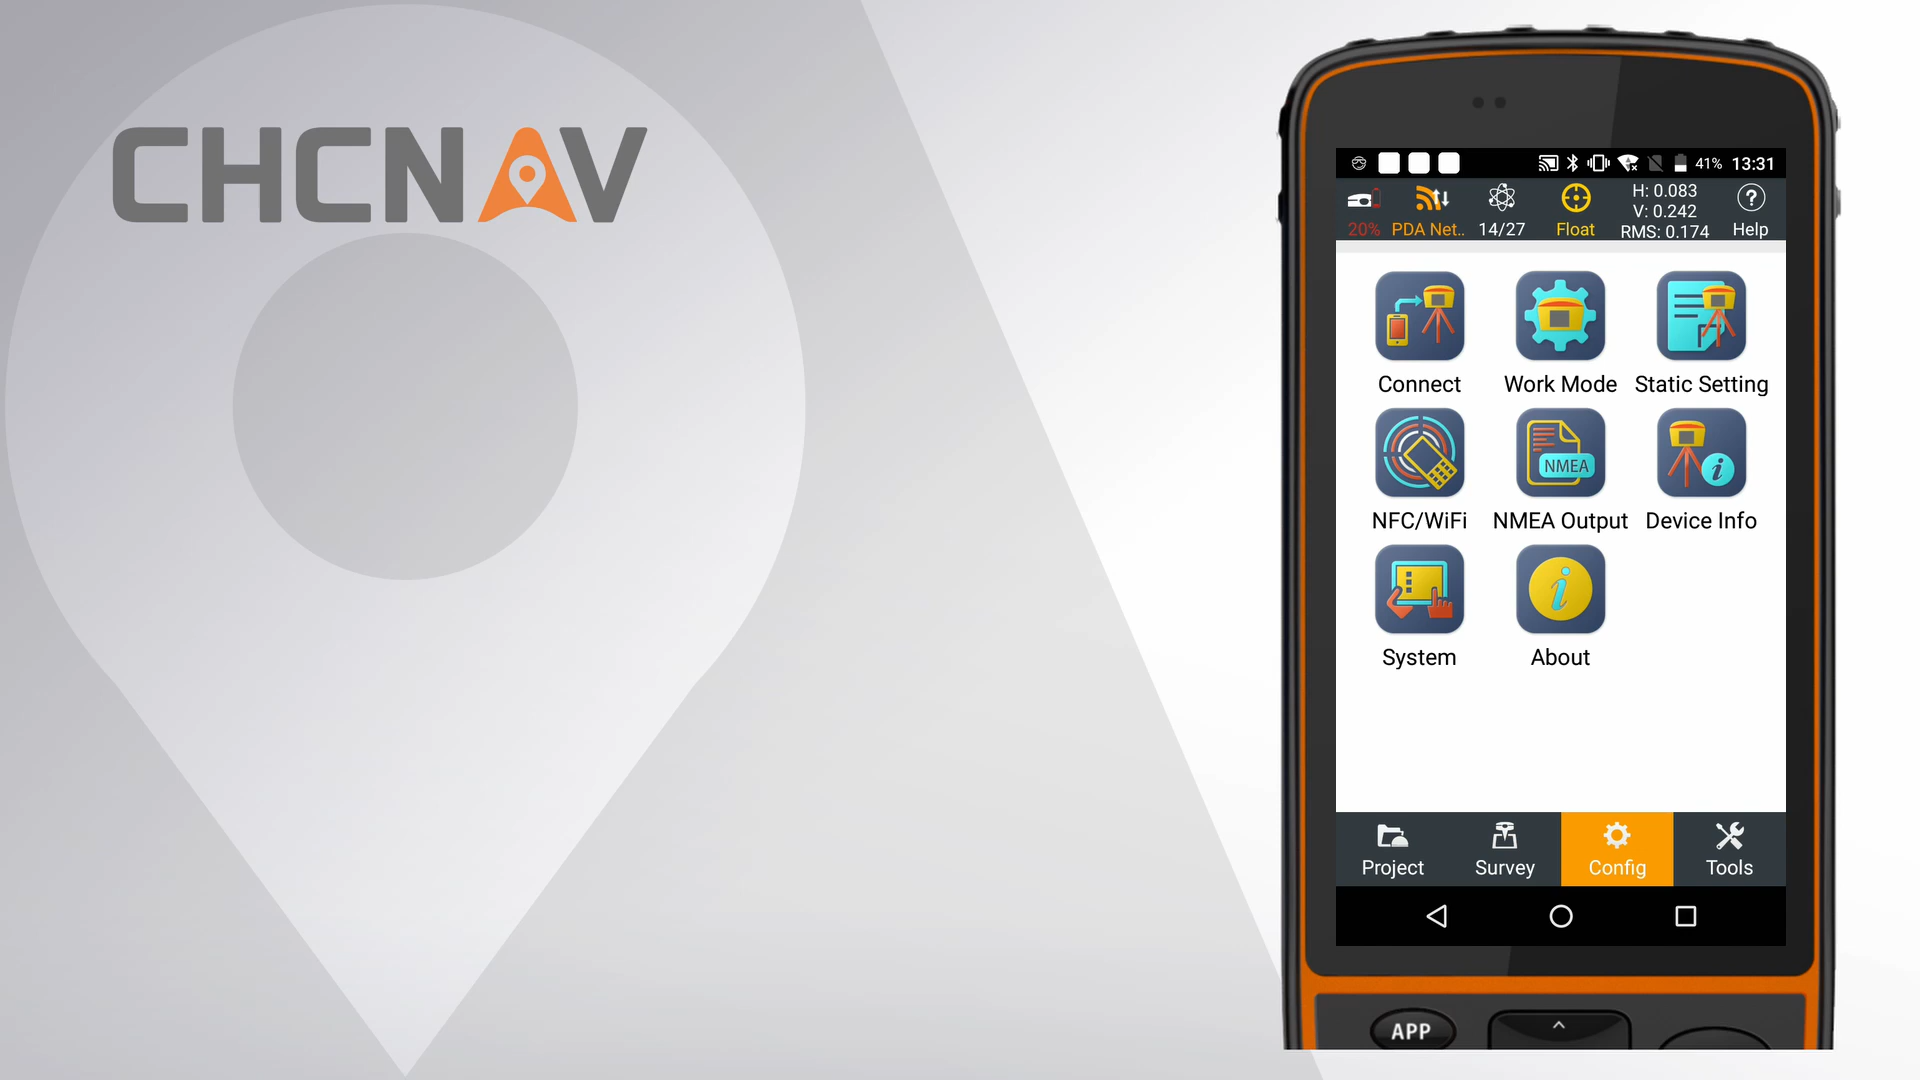 CHCNAV
41% 13:31
20% PDA Net.. 14/27 Float H: 0.083 V: 0.242 RMS: 0.174 Help
Connect Work Mode Static Setting
NMEA
NFC/WiFi NMEA Output Device Info
System About
Project Survey Config Tools
APP